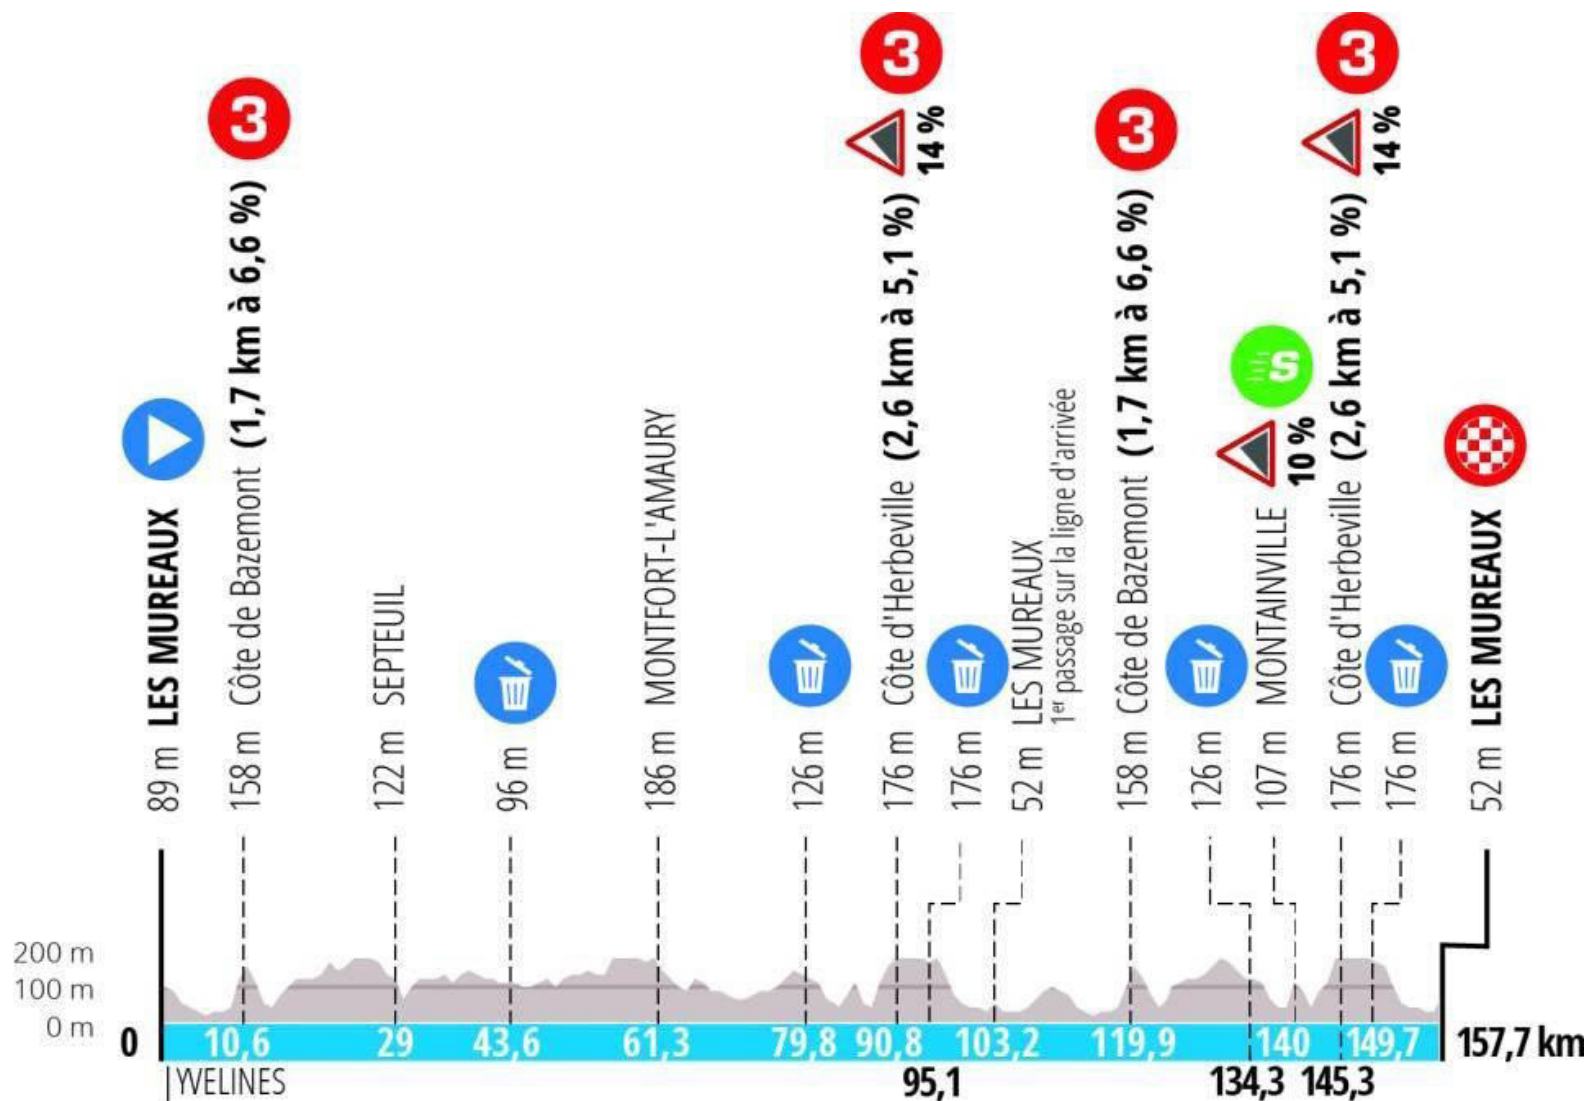 3
3
14 %
3
3
14 %
S
10 %
LES MUREAUX
Côte de Bazemont (1,7 km à 6,6 %)
SEPTEUIL
MONTFORT-L'AMAURY
Côte d'Herbeville (2,6 km à 5,1 %)
LES MUREAUX
1er passage sur la ligne d'arrivée
Côte de Bazemont (1,7 km à 6,6 %)
MONTAINVILLE
Côte d'Herbeville (2,6 km à 5,1 %)
LES MUREAUX
89 m
158 m
122 m
96 m
186 m
126 m
176 m
176 m
52 m
158 m
126 m
107 m
176 m
176 m
52 m
200 m
100 m
0 m
0
10,6
29
43,6
61,3
79,8
90,8
103,2
119,9
140
149,7
157,7 km
YVELINES
95,1
134,3
145,3